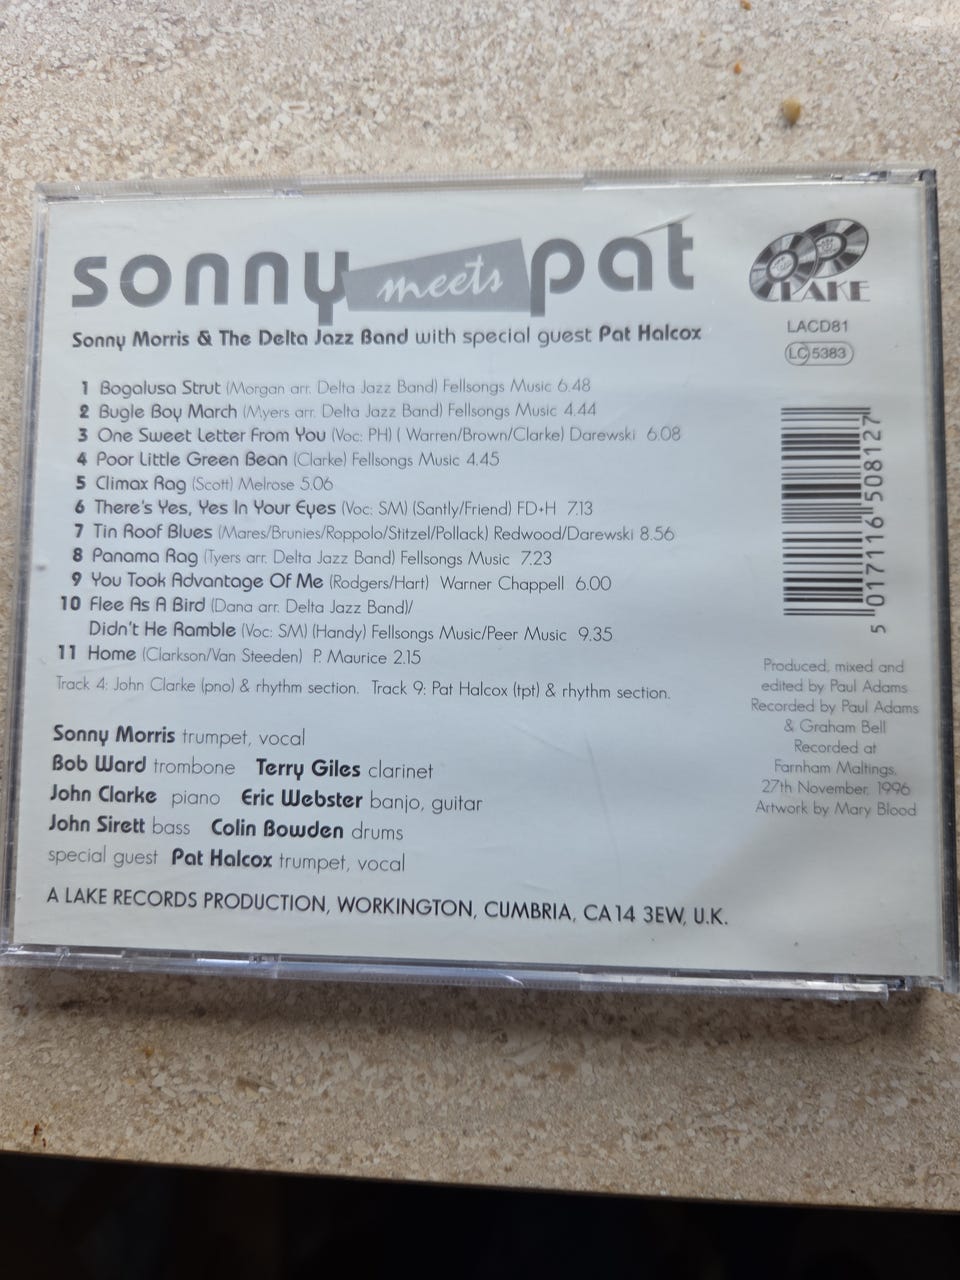 sonny meets pat
Sonny Morris & The Delta Jazz Band with special guest Pat Halcox
1 Bogalusa Strut (Morgan arr. Delta Jazz Band) Fellsongs Music 6.48
2 Bugle Boy March (Myers arr. Delta Jazz Band) Fellsongs Music 4.44
3 One Sweet Letter From You (Voc: PH) ( Warren/Brown/Clarke) Darewski 6.08
4 Poor Little Green Bean (Clarke) Fellsongs Music 4.45
5 Climax Rag (Scott) Melrose 5.06
6 There's Yes, Yes In Your Eyes (Voc: SM) (Santly/Friend) FD+H 7.13
7 Tin Roof Blues (Mares/Brunies/Roppolo/Stitzel/Pollack) Redwood/Darewski 8.56
8 Panama Rag (Tyers arr. Delta Jazz Band) Fellsongs Music 7.23
9 You Took Advantage Of Me (Rodgers/Hart) Warner Chappell 6.00
10 Flee As A Bird (Dana arr. Delta Jazz Band)/
Didn't He Ramble (Voc: SM) (Handy) Fellsongs Music/Peer Music 9.35
11 Home (Clarkson/Van Steeden) P. Maurice 2.15
Track 4: John Clarke (pno) & rhythm section. Track 9: Pat Halcox (tpt) & rhythm section.
Sonny Morris trumpet, vocal
Bob Ward trombone Terry Giles clarinet
John Clarke piano Eric Webster banjo, guitar
John Sirett bass Colin Bowden drums
special guest Pat Halcox trumpet, vocal
A LAKE RECORDS PRODUCTION, WORKINGTON, CUMBRIA, CA14 3EW, U.K.
LAKE
LACD81
LC 5383
5 017116 508127
Produced, mixed and
edited by Paul Adams
Recorded by Paul Adams
& Graham Bell
Recorded at
Farnham Maltings,
27th November, 1996
Artwork by Mary Blood